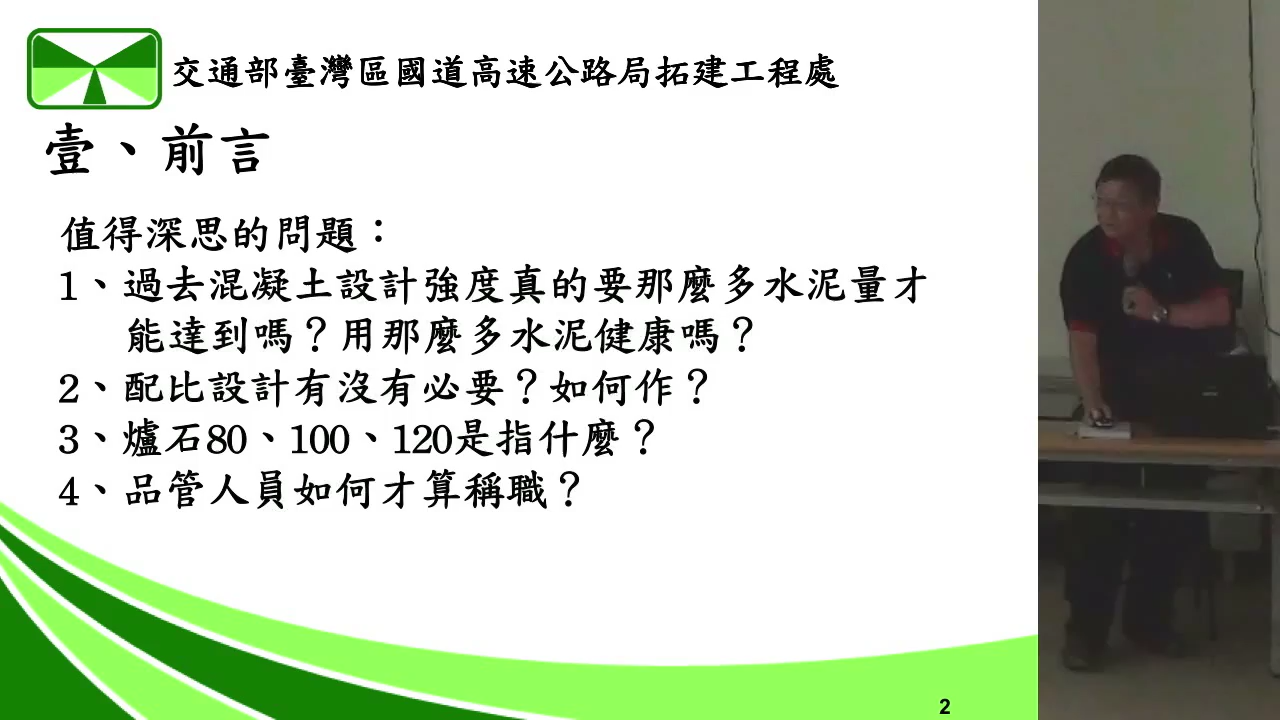 交通部臺灣區國道高速公路局拓建工程處
壹、前言
值得深思的問題：
1、過去混凝土設計強度真的要那麼多水泥量才
能達到嗎？用那麼多水泥健康嗎？
2、配比設計有沒有必要？如何作？
3、爐石80、100、120是指什麼？
4、品管人員如何才算稱職？
2